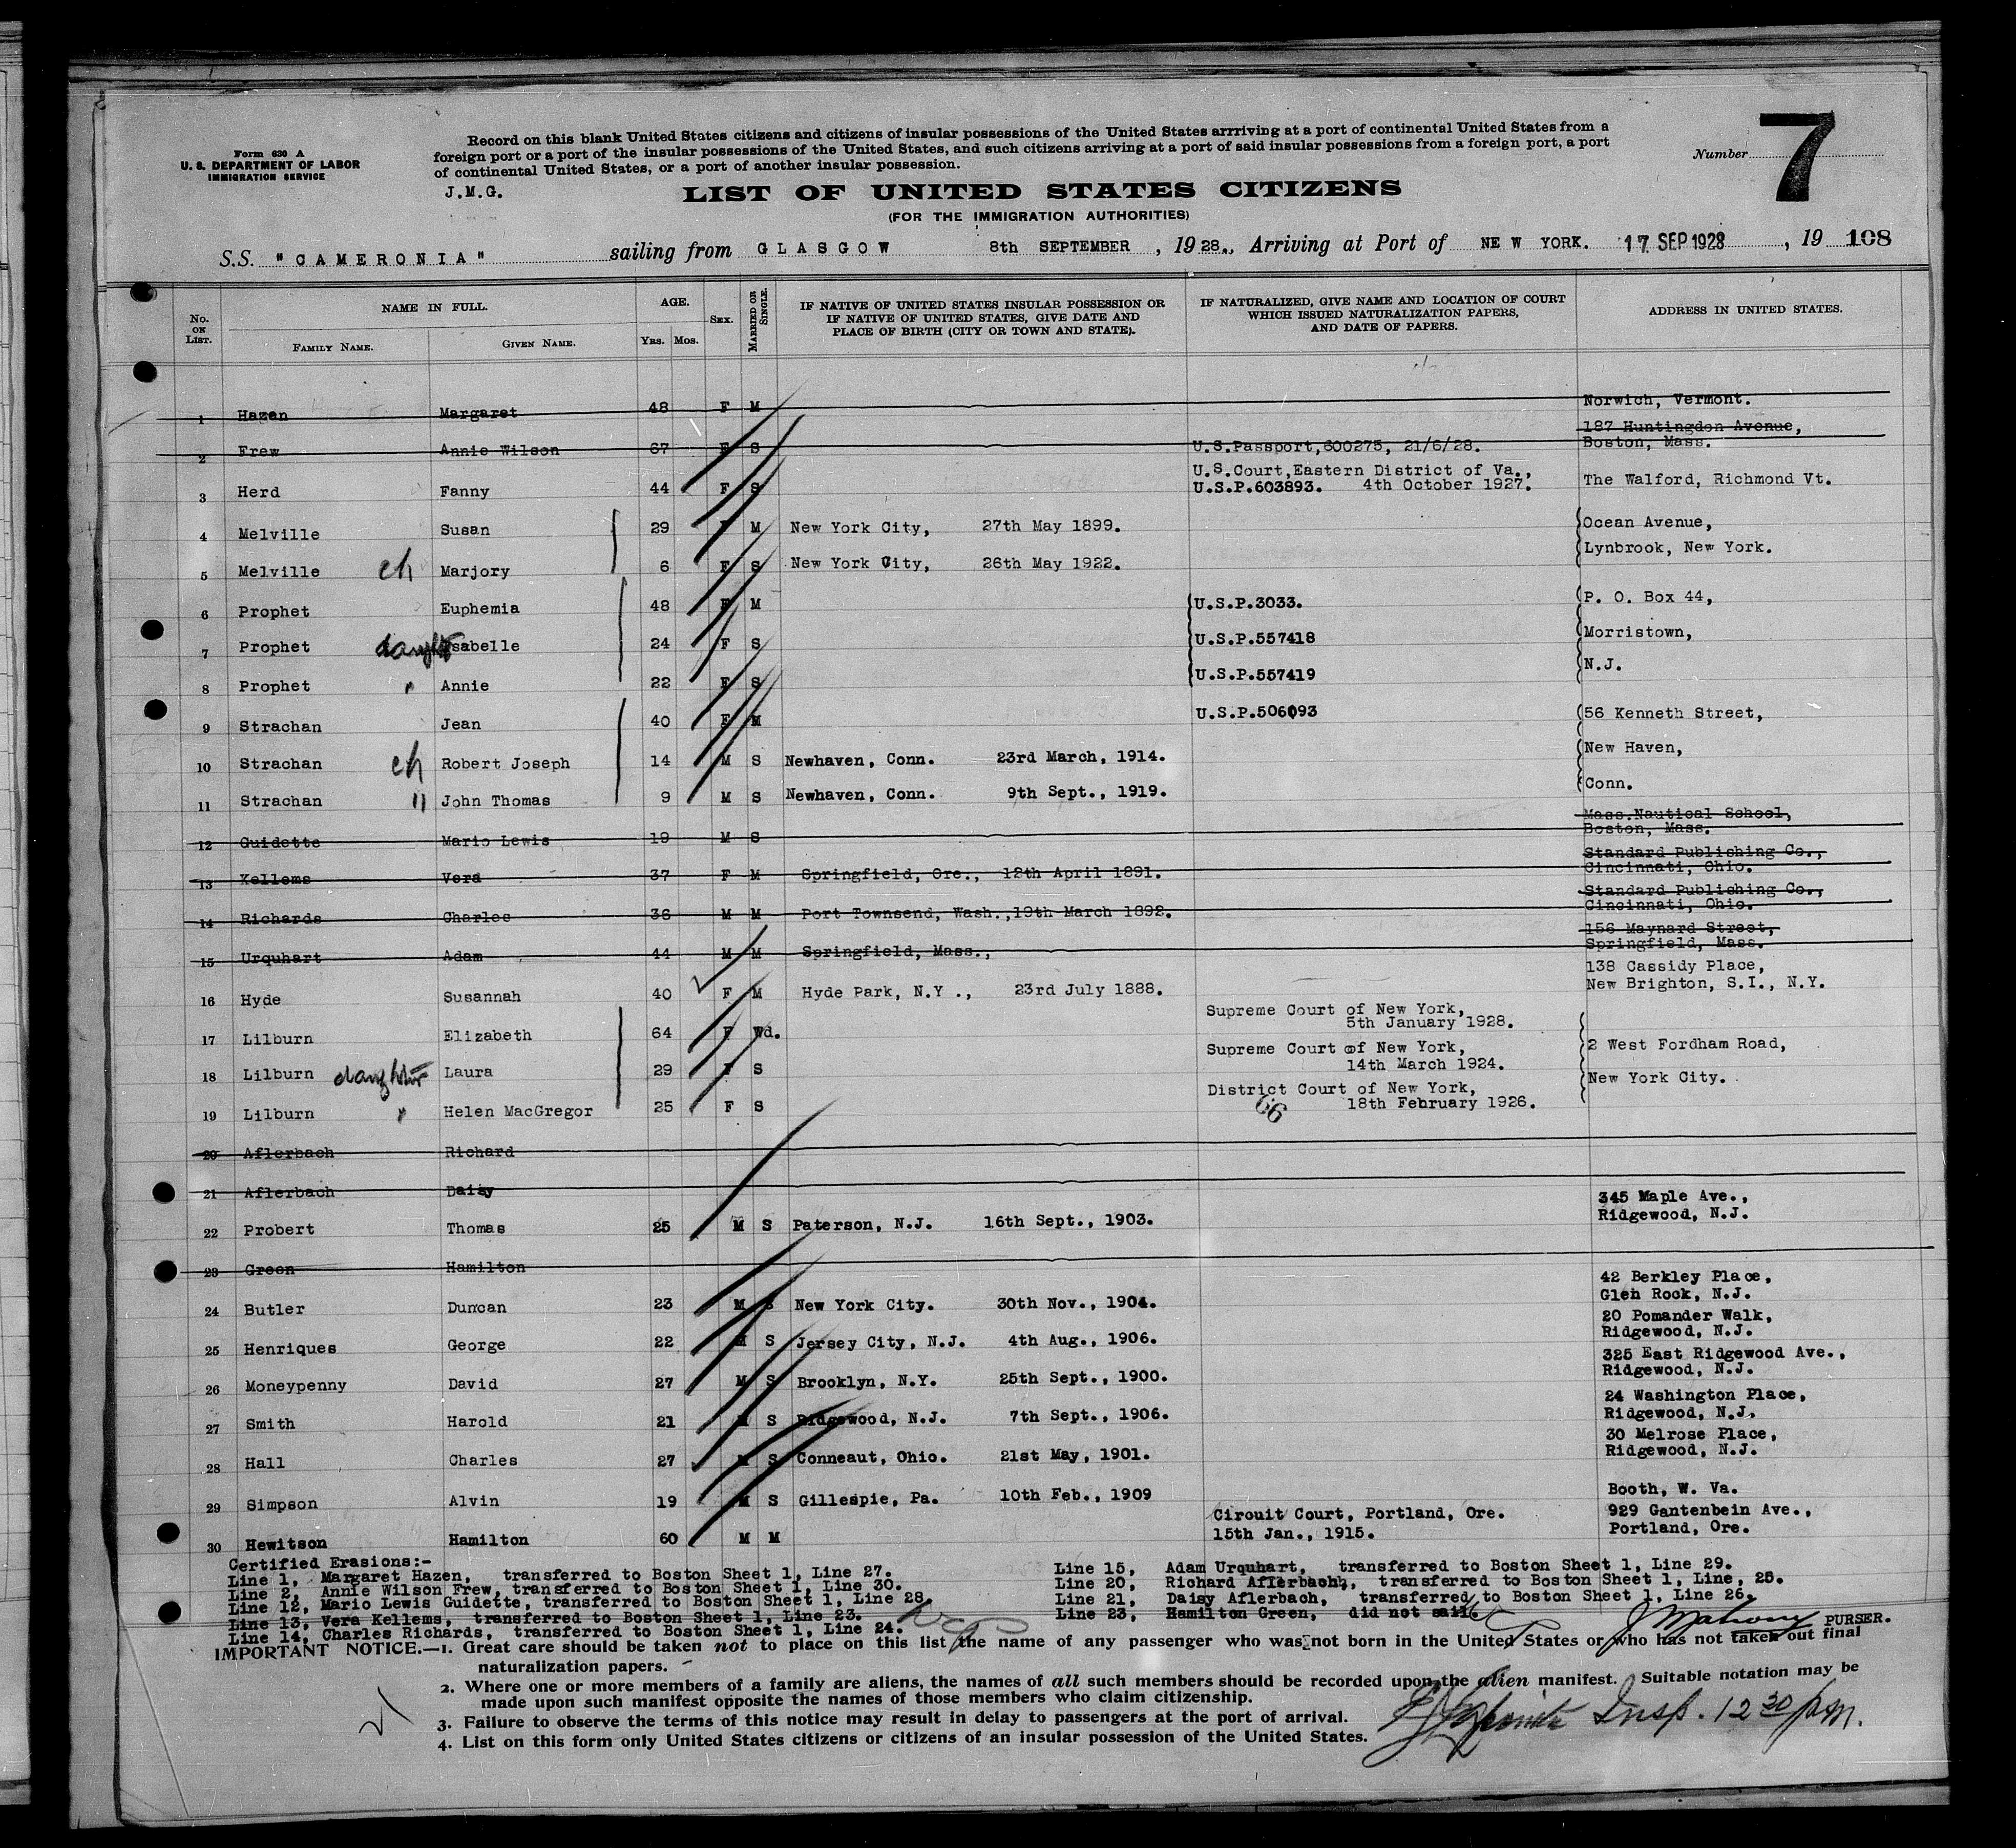 Form 630 A
U. S. DEPARTMENT OF LABOR
IMMIGRATION SERVICE
Record on this blank United States citizens and citizens of insular possessions of the United States arrriving at a port of continental United States from a
foreign port or a port of the insular possessions of the United States, and such citizens arriving at a port of said insular possessions from a foreign port, a port
of continental United States, or a port of another insular possession.
J.M.G.
Number 7
LIST OF UNITED STATES CITIZENS
(FOR THE IMMIGRATION AUTHORITIES)
S.S. "CAMERONIA" sailing from GLASGOW 8th SEPTEMBER, 1928., Arriving at Port of NEW YORK. 17 SEP 1928, 19 108
No. ON LIST. NAME IN FULL. FAMILY NAME. GIVEN NAME. AGE. YRS. MOS. SEX. MARRIED OR SINGLE. IF NATIVE OF UNITED STATES INSULAR POSSESSION OR IF NATIVE OF UNITED STATES, GIVE DATE AND PLACE OF BIRTH (CITY OR TOWN AND STATE). IF NATURALIZED, GIVE NAME AND LOCATION OF COURT WHICH ISSUED NATURALIZATION PAPERS, AND DATE OF PAPERS. ADDRESS IN UNITED STATES.
1 Hazen Margaret 48 F M Norwich, Vermont.
2 Frew Annie Wilson 67 F S U.S.Passport,600275, 21/6/28. 187 Huntingdon Avenue, Boston, Mass.
3 Herd Fanny 44 F S U.S.Court,Eastern District of Va., U.S.P.603893. 4th October 1927. The Walford, Richmond Vt.
4 Melville Susan 29 F M New York City, 27th May 1899. Ocean Avenue,
5 Melville ch Marjory 6 F S New York City, 26th May 1922. Lynbrook, New York.
6 Prophet Euphemia 48 F M U.S.P.3033. P. O. Box 44,
7 Prophet daught Isabelle 24 F S U.S.P.557418 Morristown,
8 Prophet " Annie 22 F S U.S.P.557419 N.J.
9 Strachan Jean 40 F M U.S.P.506093 56 Kenneth Street,
10 Strachan ch Robert Joseph 14 M S Newhaven, Conn. 23rd March, 1914. New Haven,
11 Strachan " John Thomas 9 M S Newhaven, Conn. 9th Sept., 1919. Conn.
12 Guidette Mario Lewis 19 M S Mass.Nautical School, Boston, Mass.
13 Kellems Vera 37 F M Springfield, Ore., 12th April 1891. Standard Publishing Co., Cincinnati, Ohio.
14 Richards Charles 36 M M Port Townsend, Wash.,19th March 1892. Standard Publishing Co., Cincinnati, Ohio.
15 Urquhart Adam 44 M M Springfield, Mass., 156 Maynard Street, Springfield, Mass.
16 Hyde Susannah 40 F M Hyde Park, N.Y ., 23rd July 1888. 138 Cassidy Place, New Brighton, S.I., N.Y.
17 Lilburn Elizabeth 64 F Wd. Supreme Court of New York, 5th January 1928.
18 Lilburn daughter Laura 29 F S Supreme Court of New York, 14th March 1924. 2 West Fordham Road,
19 Lilburn " Helen MacGregor 25 F S District Court of New York, 18th February 1926. New York City.
66
20 Aflerbach Richard
21 Aflerbach Daisy
22 Probert Thomas 25 M S Paterson, N.J. 16th Sept., 1903. 345 Maple Ave., Ridgewood, N.J.
23 Green Hamilton
24 Butler Duncan 23 M S New York City. 30th Nov., 1904. 42 Berkley Place, Glen Rock, N.J.
25 Henriques George 22 M S Jersey City, N.J. 4th Aug., 1906. 20 Pomander Walk, Ridgewood, N.J.
26 Moneypenny David 27 M S Brooklyn, N.Y. 25th Sept., 1900. 325 East Ridgewood Ave., Ridgewood, N.J.
27 Smith Harold 21 M S Ridgewood, N.J. 7th Sept., 1906. 24 Washington Place, Ridgewood, N.J.
28 Hall Charles 27 M S Conneaut, Ohio. 21st May, 1901. 30 Melrose Place, Ridgewood, N.J.
29 Simpson Alvin 19 M S Gillespie, Pa. 10th Feb., 1909 Booth, W. Va.
30 Hewitson Hamilton 60 M M Circuit Court, Portland, Ore. 15th Jan., 1915. 929 Gantenbein Ave., Portland, Ore.
Certified Erasions:-
Line 1, Margaret Hazen, transferred to Boston Sheet 1, Line 27.
Line 2, Annie Wilson Frew, transferred to Boston Sheet 1, Line 30.
Line 12, Mario Lewis Guidette, transferred to Boston Sheet 1, Line 28
Line 13, Vera Kellems, transferred to Boston Sheet 1, Line 23.
Line 14, Charles Richards, transferred to Boston Sheet 1, Line 24.
Line 15, Adam Urquhart, transferred to Boston Sheet 1, Line 29.
Line 20, Richard Aflerbach, transferred to Boston Sheet 1, Line, 25.
Line 21, Daisy Aflerbach, transferred to Boston Sheet 1, Line 26.
Line 23, Hamilton Green, did not sail.
PURSER.
IMPORTANT NOTICE.—1. Great care should be taken not to place on this list the name of any passenger who was not born in the United States or who has not taken out final
naturalization papers.
2. Where one or more members of a family are aliens, the names of all such members should be recorded upon the alien manifest. Suitable notation may be
made upon such manifest opposite the names of those members who claim citizenship.
3. Failure to observe the terms of this notice may result in delay to passengers at the port of arrival.
4. List on this form only United States citizens or citizens of an insular possession of the United States.
Insp. 12 30 pm.